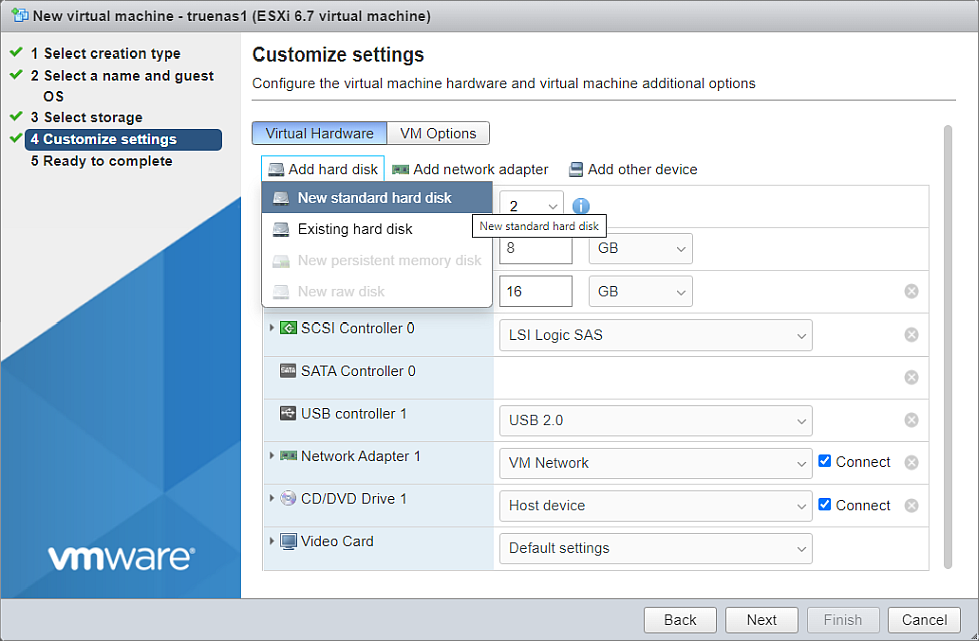 New virtual machine - truenas1 (ESXi 6.7 virtual machine)
1 Select creation type
2 Select a name and guest
OS
3 Select storage
4 Customize settings
5 Ready to complete
vmware®
Customize settings
Configure the virtual machine hardware and virtual machine additional options
Virtual Hardware VM Options
Add hard disk Add network adapter Add other device
New standard hard disk
2
i
New standard hard disk
Existing hard disk
8 GB
New persistent memory disk
New raw disk
16 GB
SCSI Controller 0 LSI Logic SAS
SATA SATA Controller 0
USB controller 1 USB 2.0
Network Adapter 1 VM Network Connect
CD/DVD Drive 1 Host device Connect
Video Card Default settings
Back Next Finish Cancel